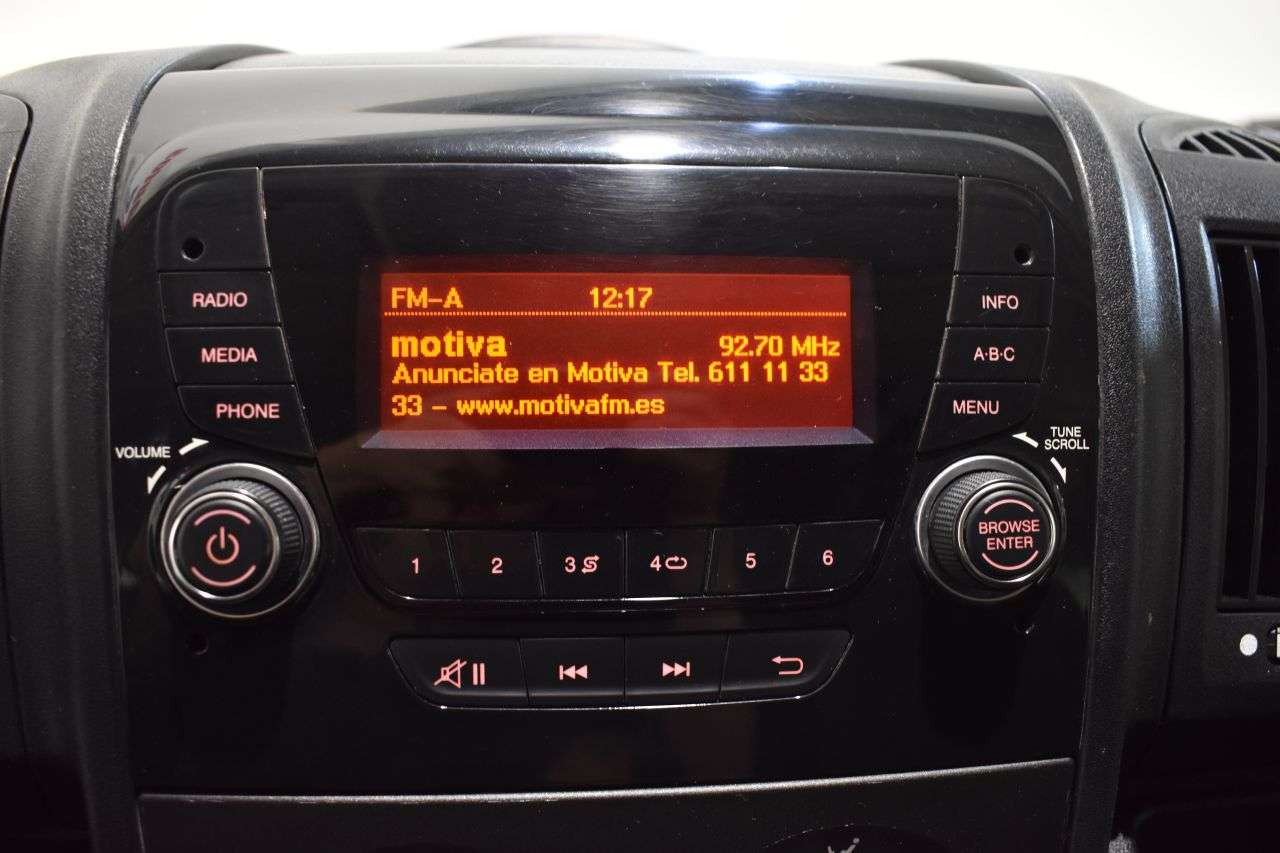 FM-A 12:17
motiva 92.70 MHz
Anunciate en Motiva Tel. 611 11 33
33 - www.motivafm.es
RADIO
MEDIA
PHONE
VOLUME
INFO
A·B·C
MENU
TUNE
SCROLL
BROWSE
ENTER
1 2 3 4 5 6